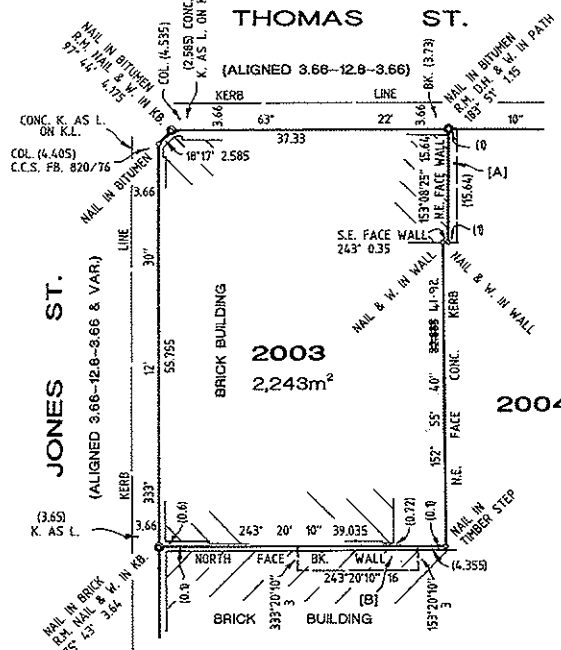 THOMAS ST.
(ALIGNED 3.66-12.8-3.66)
NAIL IN BITUMEN
R.M. NAIL & W. IN KB.
97° 44' 4.175
COL. (4.535)
(2.585) CONC.
K. AS L. ON K
BK. (3.73)
NAIL IN BITUMEN
R.M. D.H. & W. IN PATH
183° 51' 1.15
KERB LINE
3.66
3.66
63° 22' 10"
37.33
CONC. K. AS L.
ON K.L.
COL. (4.405)
C.C.S. FB. 820/76
NAIL IN BITUMEN
18°17' 2.585
153°08'25" 15.64
N.E. FACE WALL
(1)
[A]
(15.64)
S.E. FACE WALL
243° 0.35
(1)
NAIL & W. IN WALL
NAIL & W. IN WALL
JONES ST.
(ALIGNED 3.66-12.8-3.66 & VAR.)
KERB LINE
3.66
333° 12' 30"
55.755
BRICK BUILDING
2003
2,243m²
41.92
152° 55' 40"
N.E. FACE CONC. KERB
2004
(3.65)
K. AS L.
3.66
(0.6)
243° 20' 10" 39.035
(0.72)
(0.1)
NAIL IN
TIMBER STEP
(4.355)
(0.1)
NORTH FACE BK. WALL
243°20'10" 16
[B]
333°20'10"
3
153°20'10"
3
NAIL IN BRICK
R.M. NAIL & W. IN KB.
43' 3.64
BRICK BUILDING